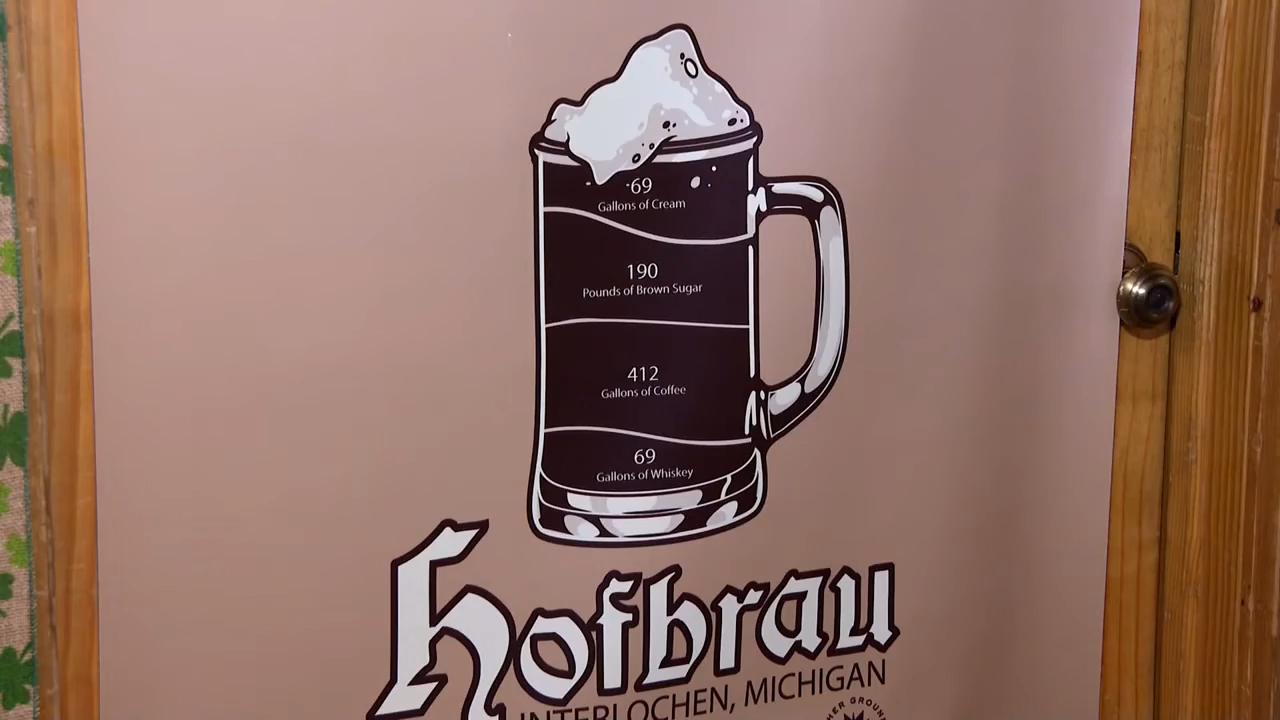 69
Gallons of Cream
190
Pounds of Brown Sugar
412
Gallons of Coffee
69
Gallons of Whiskey
Hofbrau
INTERLOCHEN, MICHIGAN